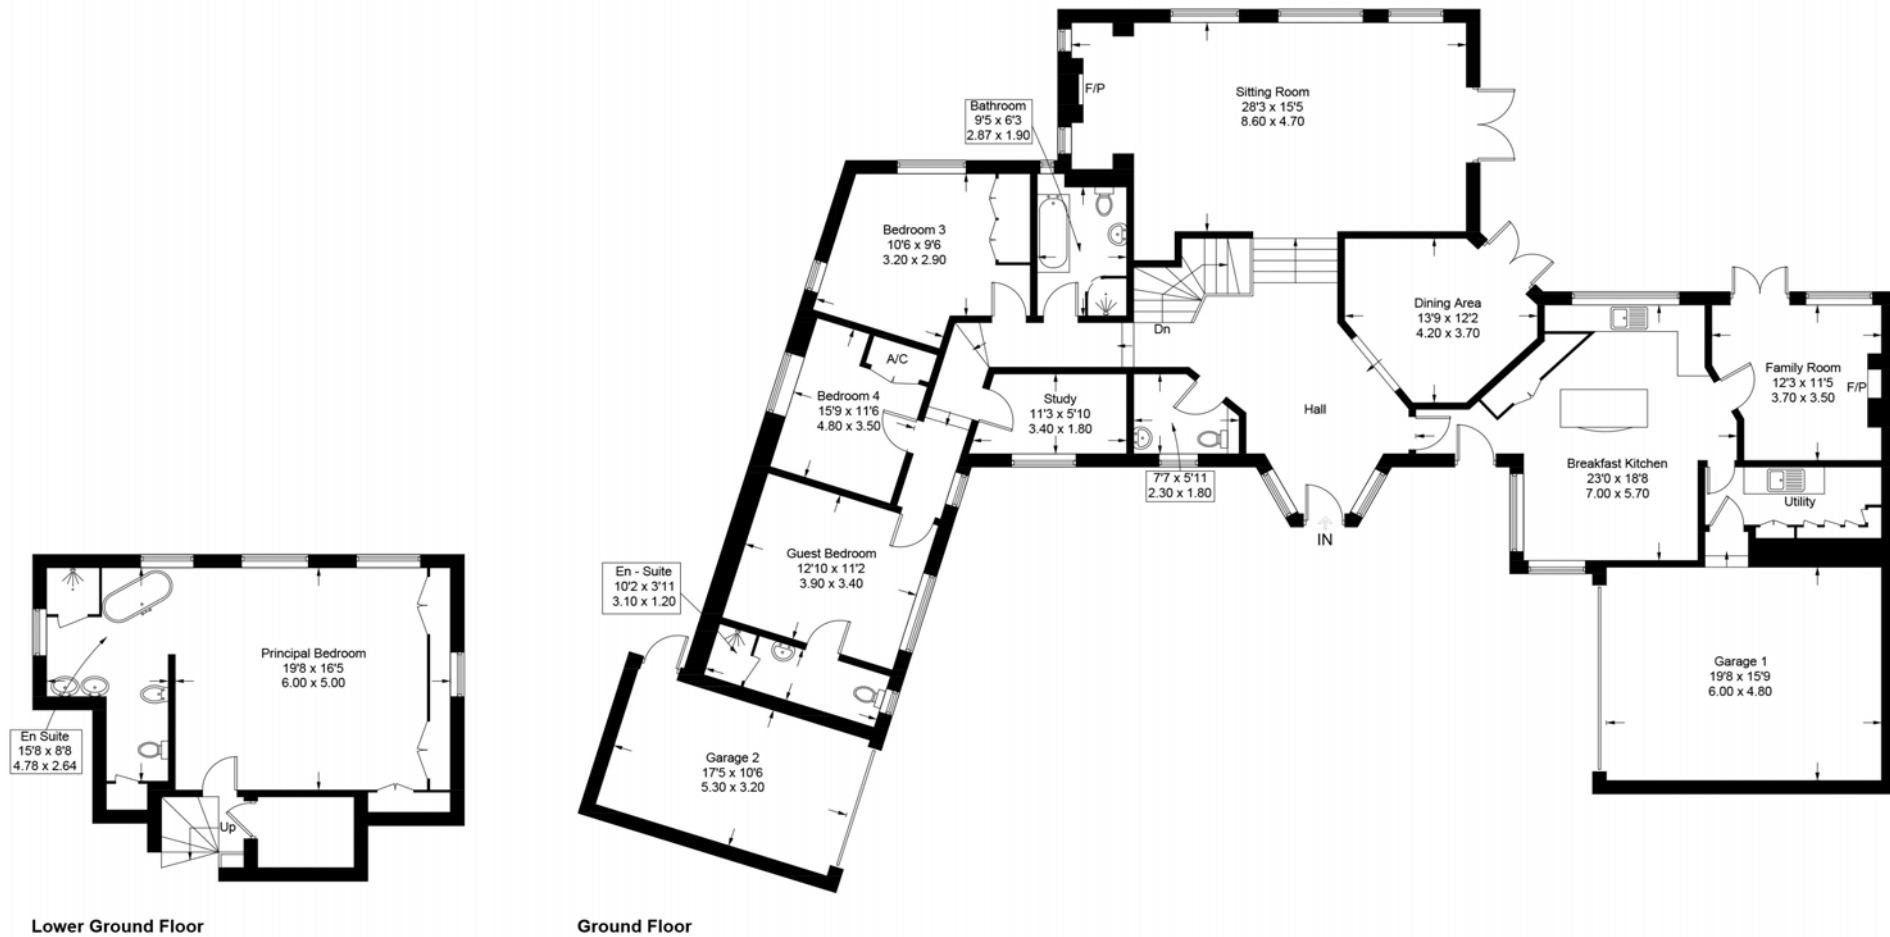 Sitting Room
28'3 x 15'5
8.60 x 4.70
F/P
Bathroom
9'5 x 6'3
2.87 x 1.90
Bedroom 3
10'6 x 9'6
3.20 x 2.90
Dn
Dining Area
13'9 x 12'2
4.20 x 3.70
A/C
Bedroom 4
15'9 x 11'6
4.80 x 3.50
Study
11'3 x 5'10
3.40 x 1.80
Hall
Family Room
12'3 x 11'5
3.70 x 3.50
F/P
7'7 x 5'11
2.30 x 1.80
Breakfast Kitchen
23'0 x 18'8
7.00 x 5.70
Utility
IN
Guest Bedroom
12'10 x 11'2
3.90 x 3.40
En - Suite
10'2 x 3'11
3.10 x 1.20
Principal Bedroom
19'8 x 16'5
6.00 x 5.00
Garage 1
19'8 x 15'9
6.00 x 4.80
En Suite
15'8 x 8'8
4.78 x 2.64
Garage 2
17'5 x 10'6
5.30 x 3.20
Up
Lower Ground Floor
Ground Floor